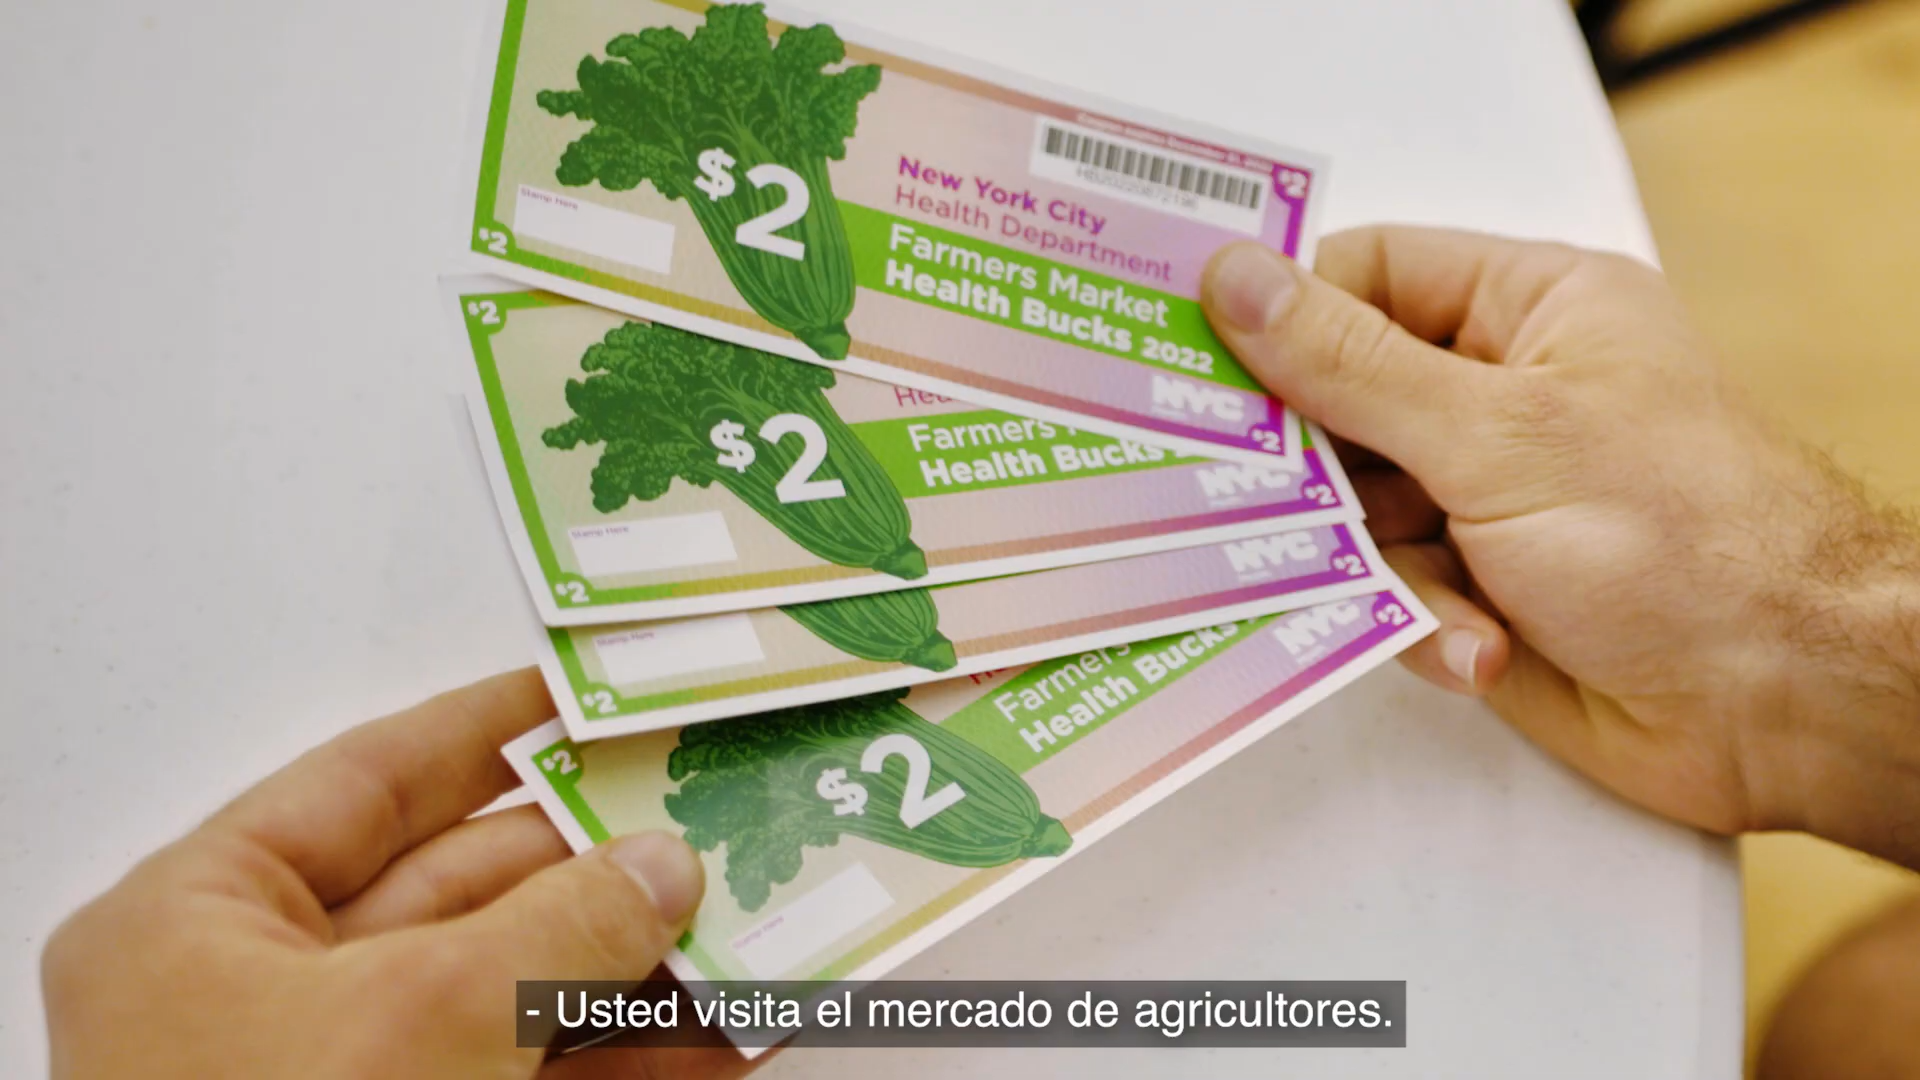 $2
New York City
Health Department
Farmers Market
Health Bucks 2022
Stamp Here
$2
NYC
$2
$2
$2
Farmers
Health Bucks
$2
Stamp Here
NYC
$2
$2
Stamp Here
NYC
$2
$2
$2
Farmers
Health Bucks
NYC
$2
$2
Stamp Here
- Usted visita el mercado de agricultores.